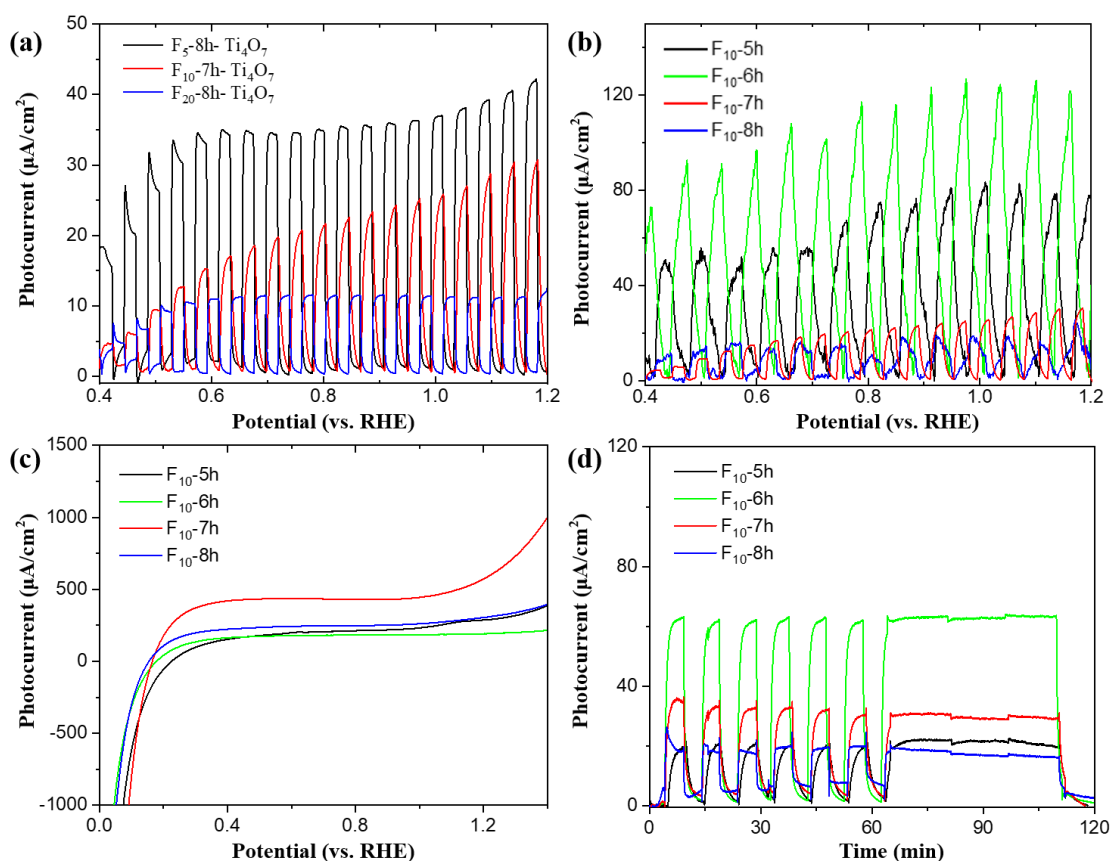 (a)
F₅-8h- Ti₄O₇
F₁₀-7h- Ti₄O₇
F₂₀-8h- Ti₄O₇
Photocurrent (μA/cm²)
50
40
30
20
10
0
0.4 0.6 0.8 1.0 1.2
Potential (vs. RHE)
(b)
F₁₀-5h
F₁₀-6h
F₁₀-7h
F₁₀-8h
Photocurrent (μA/cm²)
120
80
40
0
0.4 0.6 0.8 1.0 1.2
Potential (vs. RHE)
(c)
F₁₀-5h
F₁₀-6h
F₁₀-7h
F₁₀-8h
Photocurrent (μA/cm²)
1500
1000
500
0
-500
-1000
0.0 0.4 0.8 1.2
Potential (vs. RHE)
(d)
F₁₀-5h
F₁₀-6h
F₁₀-7h
F₁₀-8h
Photocurrent (μA/cm²)
120
80
40
0
0 30 60 90 120
Time (min)